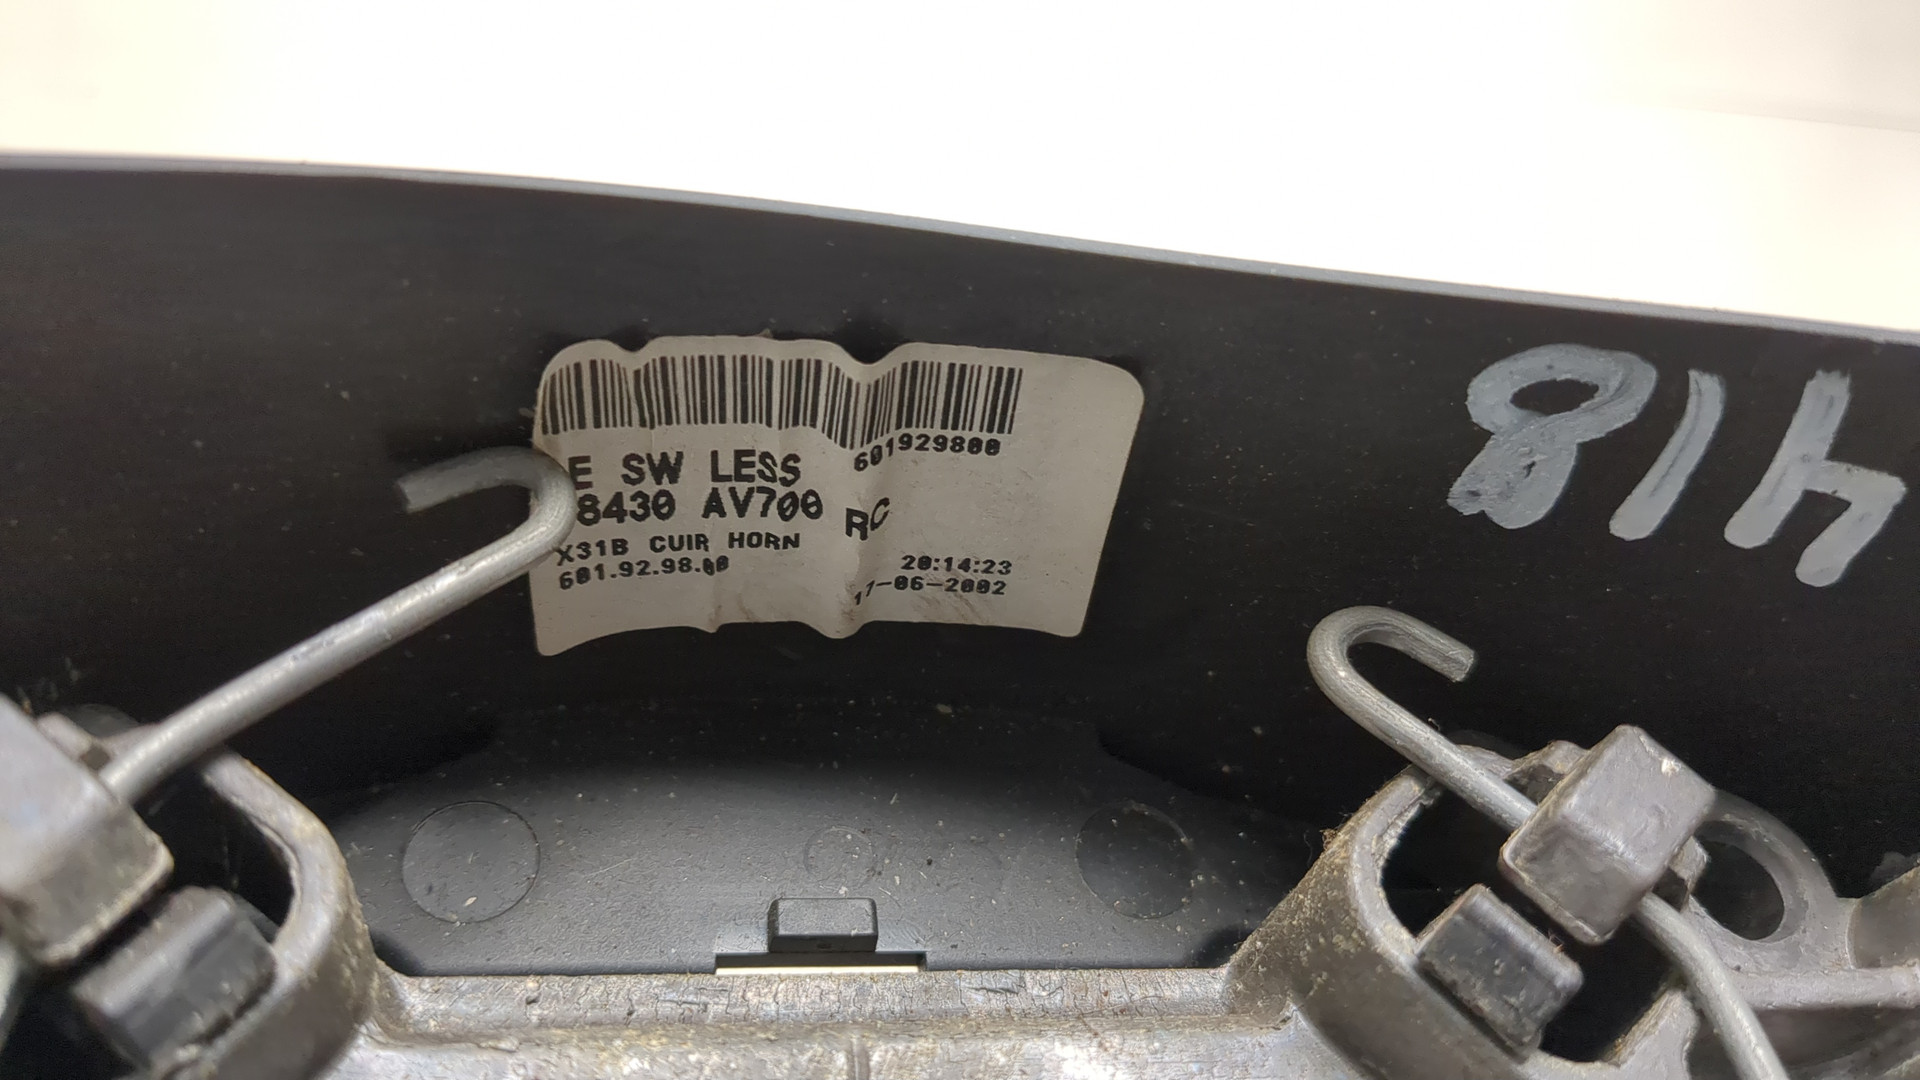 601929800
E SW LESS
8430 AV700 RC
X31B CUIR HORN
601.92.98.00
20:14:23
17-06-2002
418